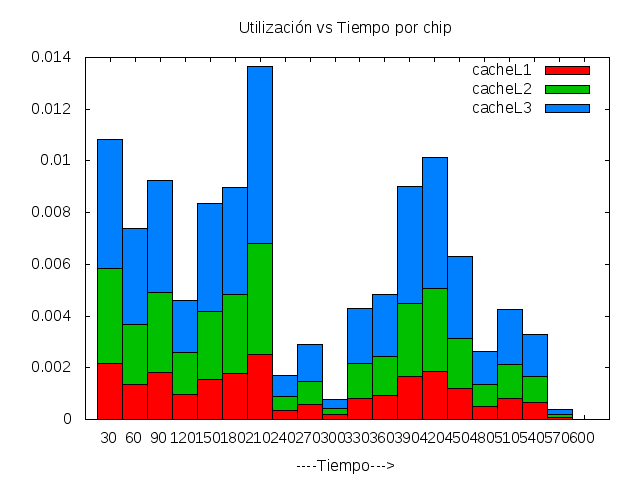 Utilización vs Tiempo por chip
0.014
0.012
0.01
0.008
0.006
0.004
0.002
0
cacheL1
cacheL2
cacheL3
30 60 90 120 150 180 210 240 270 300 330 360 390 420 450 480 510 540 570 600
----Tiempo--->